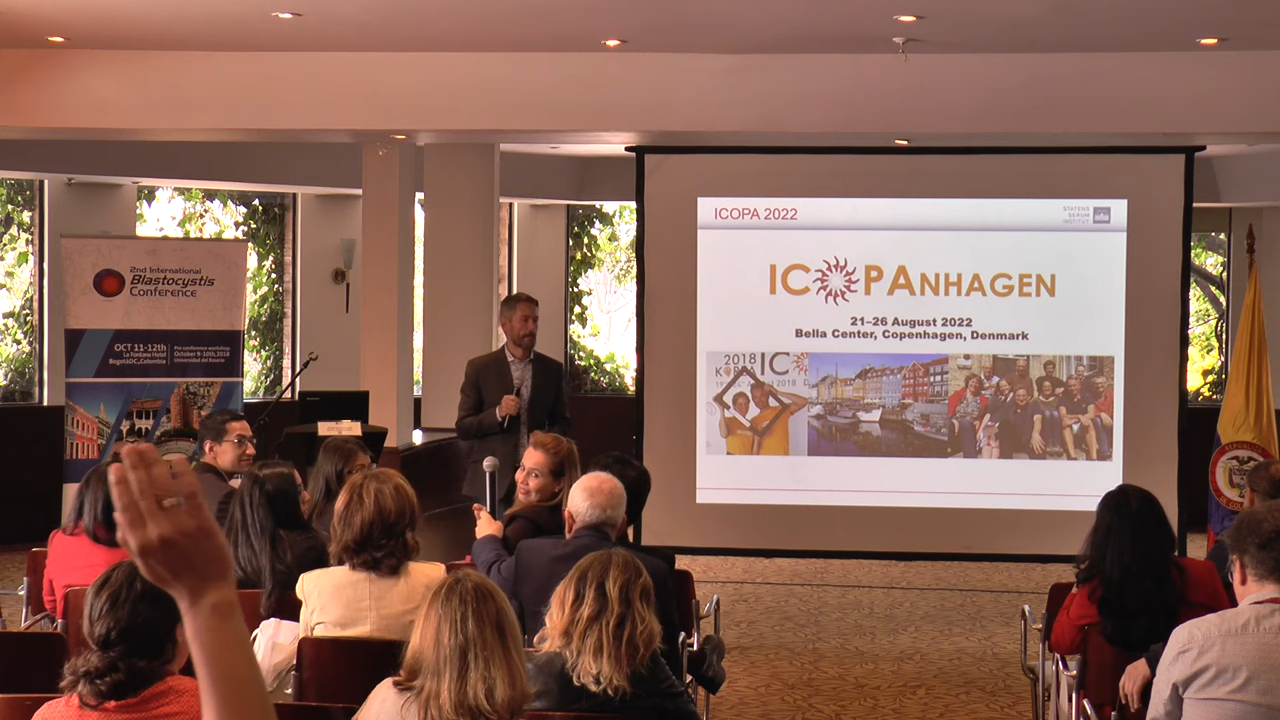 2nd International
Blastocystis
Conference
OCT 11-12th
La Fontana Hotel
Bogotá DC, Colombia
Pre-conference workshop:
October 9-10th, 2018
Universidad del Rosario
ICOPA 2022
STATENS
SERUM
INSTITUT
ICOPANHAGEN
21–26 August 2022
Bella Center, Copenhagen, Denmark
2018
IC